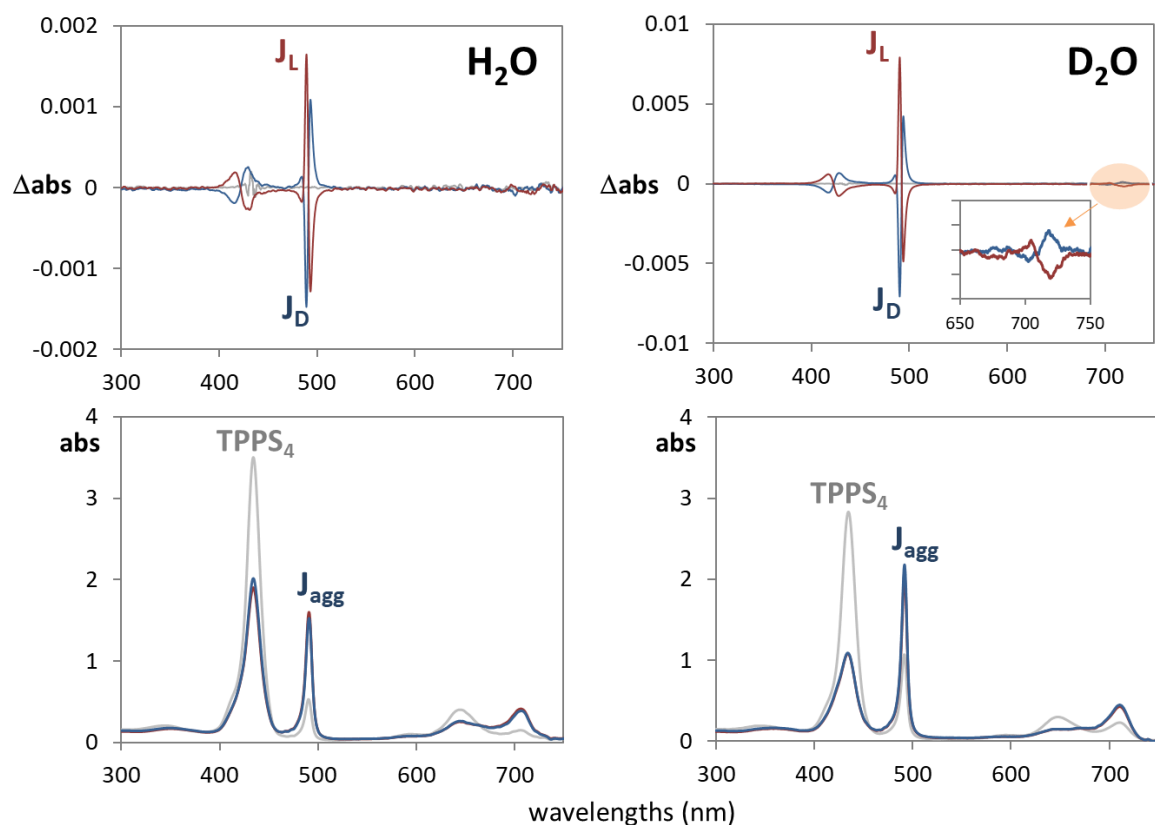 H₂O
0.002
0.001
0
-0.001
-0.002
Δabs
J_L
J_D
300 400 500 600 700
D₂O
0.01
0.005
0
-0.005
-0.01
Δabs
J_L
J_D
650 700 750
300 400 500 600 700
abs
4
3
2
1
0
TPPS₄
J_agg
300 400 500 600 700
abs
4
3
2
1
0
TPPS₄
J_agg
300 400 500 600 700
wavelengths (nm)